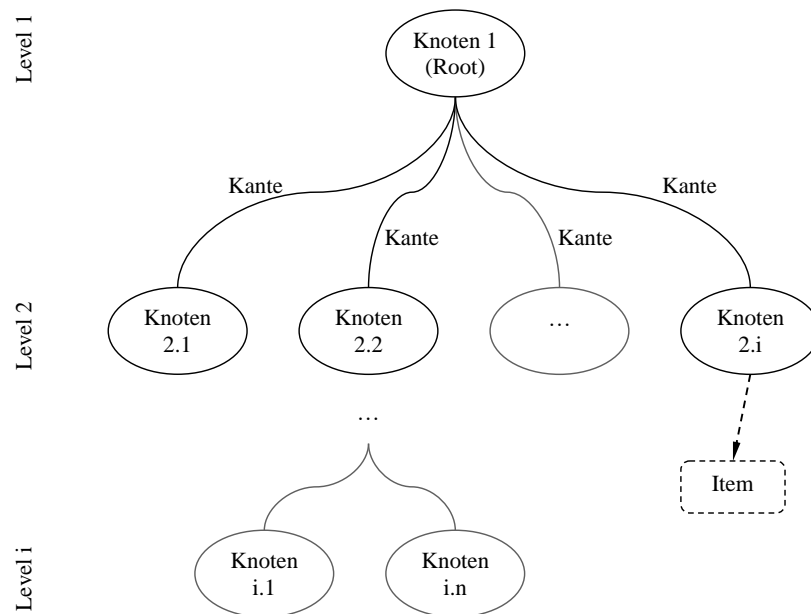 Level 1
Knoten 1
(Root)
Kante
Kante
Kante
Kante
Level 2
Knoten
2.1
Knoten
2.2
…
Knoten
2.i
…
Item
Level i
Knoten
i.1
Knoten
i.n